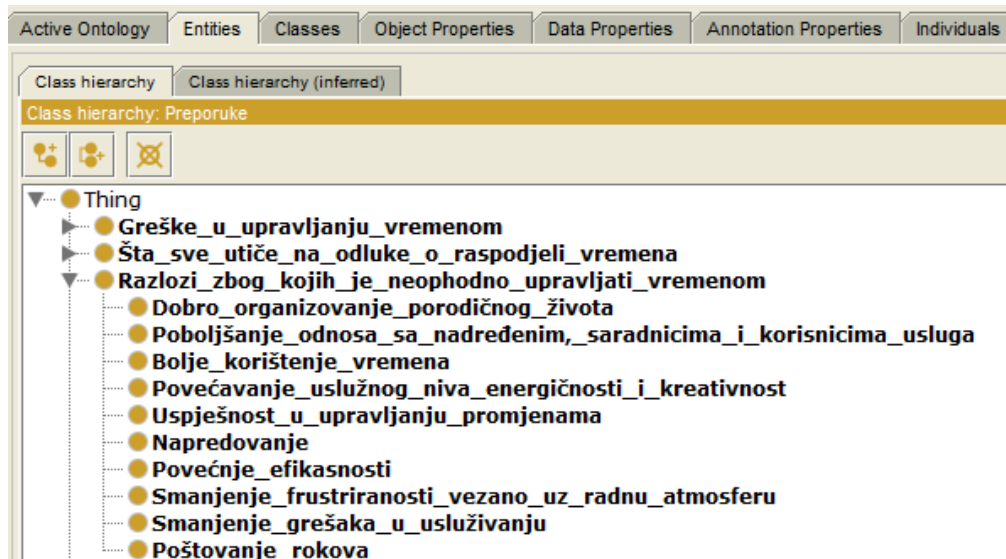 Active Ontology Entities Classes Object Properties Data Properties Annotation Properties Individuals
Class hierarchy Class hierarchy (inferred)
Class hierarchy: Preporuke
Thing
Greške_u_upravljanju_vremenom
Šta_sve_utiče_na_odluke_o_raspodjeli_vremena
Razlozi_zbog_kojih_je_neophodno_upravljati_vremenom
Dobro_organizovanje_porodičnog_života
Poboljšanje_odnosa_sa_nadređenim,_saradnicima_i_korisnicima_usluga
Bolje_korištenje_vremena
Povećavanje_uslužnog_niva_energičnosti_i_kreativnost
Uspješnost_u_upravljanju_promjenama
Napredovanje
Povećnje_efikasnosti
Smanjenje_frustriranosti_vezano_uz_radnu_atmosferu
Smanjenje_grešaka_u_usluživanju
Poštovanje_rokova